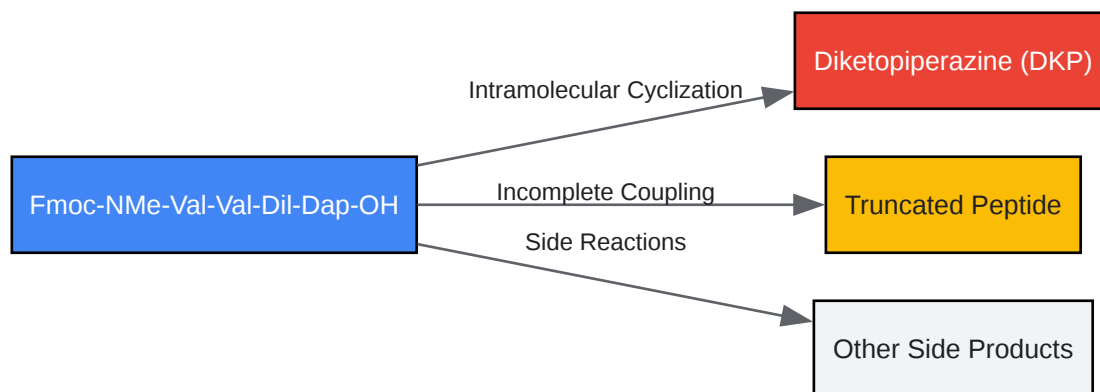 Diketopiperazine (DKP)
Intramolecular Cyclization
Fmoc-NMe-Val-Val-Dil-Dap-OH
Incomplete Coupling
Truncated Peptide
Side Reactions
Other Side Products